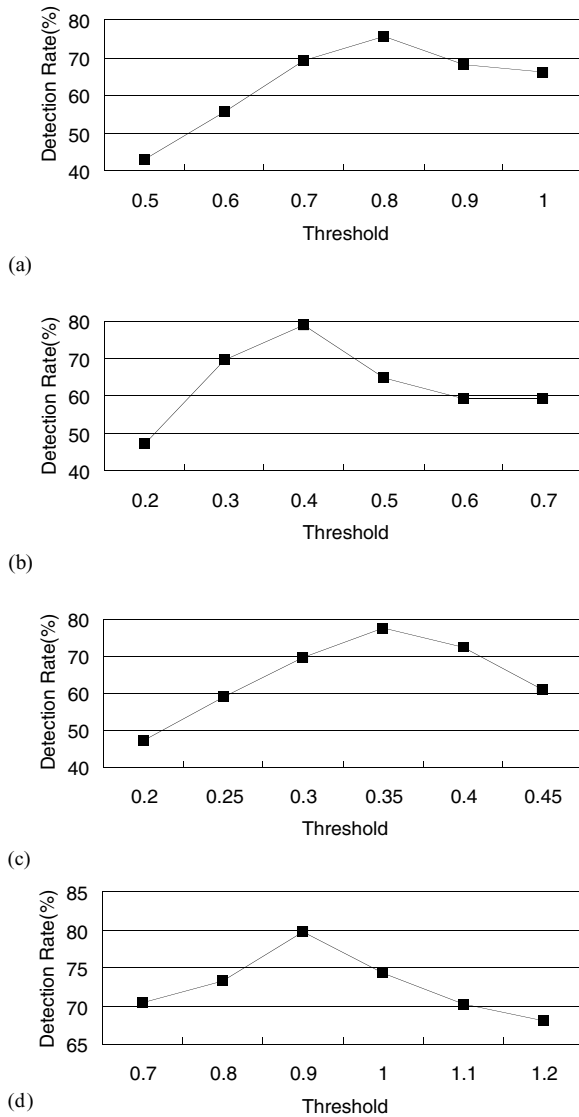 80
70
60
50
40
Detection Rate(%)
0.5 0.6 0.7 0.8 0.9 1
Threshold
(a)
80
70
60
50
40
Detection Rate(%)
0.2 0.3 0.4 0.5 0.6 0.7
Threshold
(b)
80
70
60
50
40
Detection Rate(%)
0.2 0.25 0.3 0.35 0.4 0.45
Threshold
(c)
85
80
75
70
65
Detection Rate(%)
0.7 0.8 0.9 1 1.1 1.2
Threshold
(d)